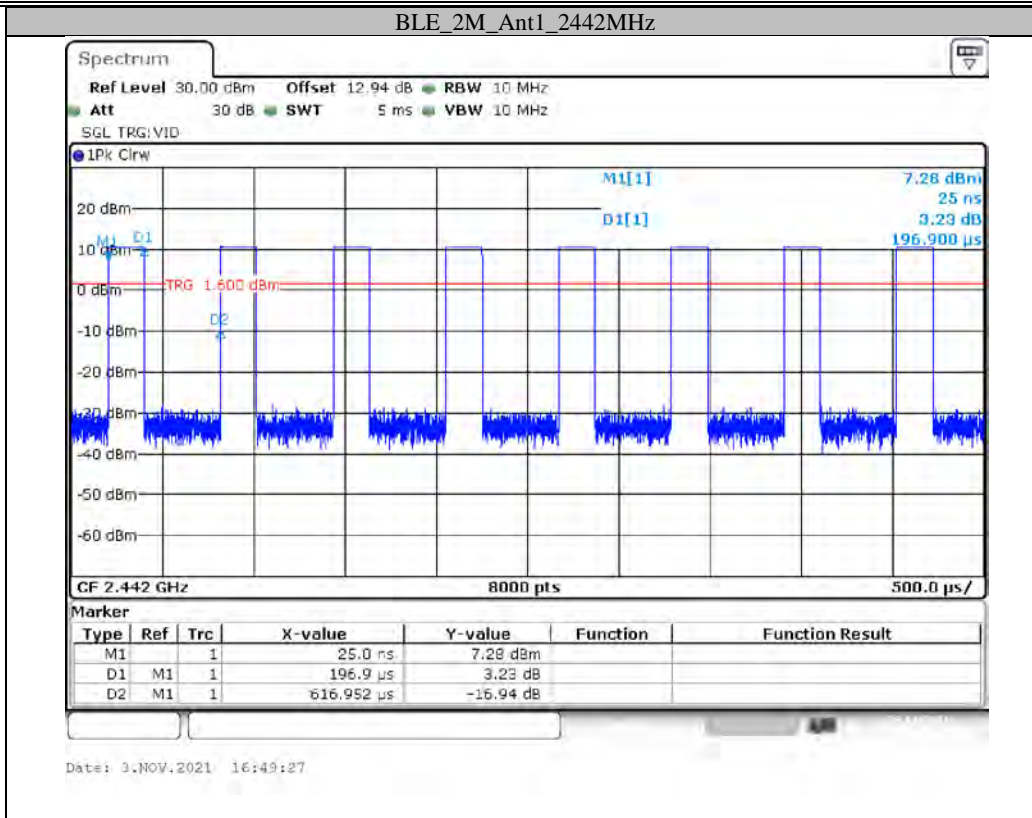 BLE_2M_Ant1_2442MHz
Spectrum
Ref Level 30.00 dBm Offset 12.94 dB RBW 10 MHz
Att 30 dB SWT 5 ms VBW 10 MHz
SGL TRG:VID
1Pk Clrw
M1[1] 7.28 dBm
25 ns
20 dBm
D1[1] 3.23 dB
196.900 µs
M1 D1
10 dBm
0 dBm
TRG 1.600 dBm
D2
-10 dBm
-20 dBm
-30 dBm
-40 dBm
-50 dBm
-60 dBm
CF 2.442 GHz 8000 pts 500.0 µs/
Marker
Type Ref Trc X-value Y-value Function Function Result
M1 1 25.0 ns 7.28 dBm
D1 M1 1 196.9 µs 3.23 dB
D2 M1 1 616.952 µs -16.94 dB
Date: 3.NOV.2021 16:49:27